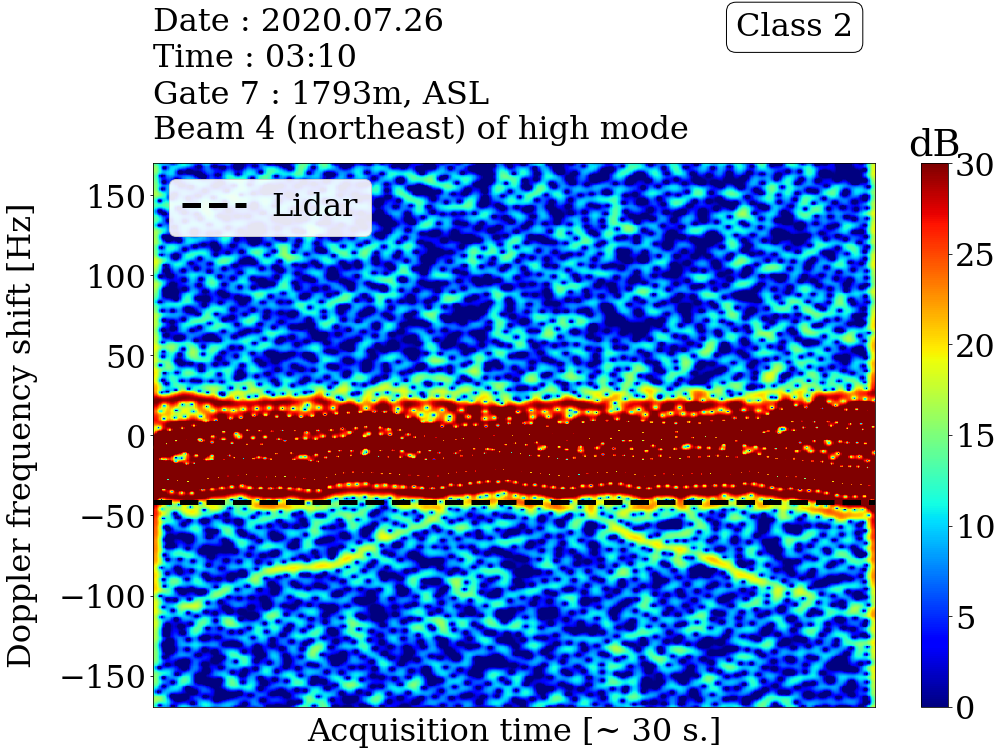 Date : 2020.07.26
Time : 03:10
Gate 7 : 1793m, ASL
Beam 4 (northeast) of high mode
Class 2
dB
Lidar
Doppler frequency shift [Hz]
150
100
50
0
−50
−100
−150
30
25
20
15
10
5
0
Acquisition time [~ 30 s.]